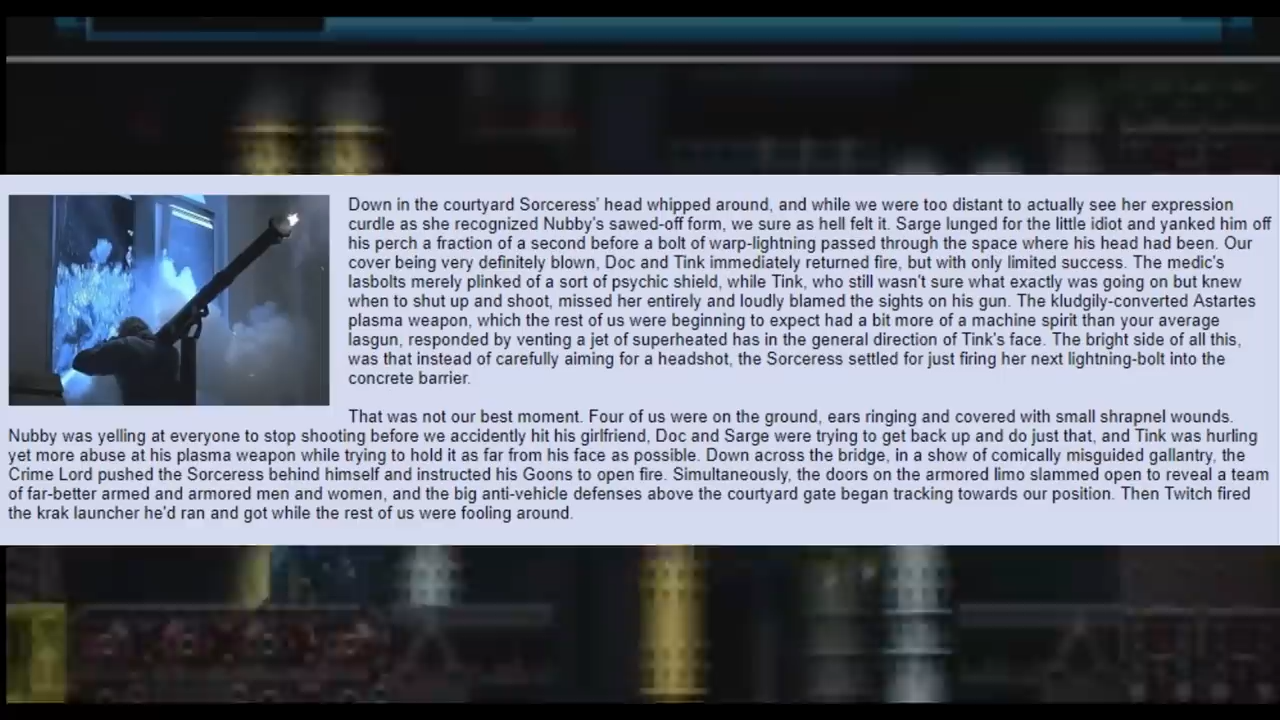 Down in the courtyard Sorceress' head whipped around, and while we were too distant to actually see her expression
curdle as she recognized Nubby's sawed-off form, we sure as hell felt it. Sarge lunged for the little idiot and yanked him off
his perch a fraction of a second before a bolt of warp-lightning passed through the space where his head had been. Our
cover being very definitely blown, Doc and Tink immediately returned fire, but with only limited success. The medic's
lasbolts merely plinked of a sort of psychic shield, while Tink, who still wasn't sure what exactly was going on but knew
when to shut up and shoot, missed her entirely and loudly blamed the sights on his gun. The kludgily-converted Astartes
plasma weapon, which the rest of us were beginning to expect had a bit more of a machine spirit than your average
lasgun, responded by venting a jet of superheated has in the general direction of Tink's face. The bright side of all this,
was that instead of carefully aiming for a headshot, the Sorceress settled for just firing her next lightning-bolt into the
concrete barrier.
That was not our best moment. Four of us were on the ground, ears ringing and covered with small shrapnel wounds.
Nubby was yelling at everyone to stop shooting before we accidently hit his girlfriend, Doc and Sarge were trying to get back up and do just that, and Tink was hurling
yet more abuse at his plasma weapon while trying to hold it as far from his face as possible. Down across the bridge, in a show of comically misguided gallantry, the
Crime Lord pushed the Sorceress behind himself and instructed his Goons to open fire. Simultaneously, the doors on the armored limo slammed open to reveal a team
of far-better armed and armored men and women, and the big anti-vehicle defenses above the courtyard gate began tracking towards our position. Then Twitch fired
the krak launcher he'd ran and got while the rest of us were fooling around.